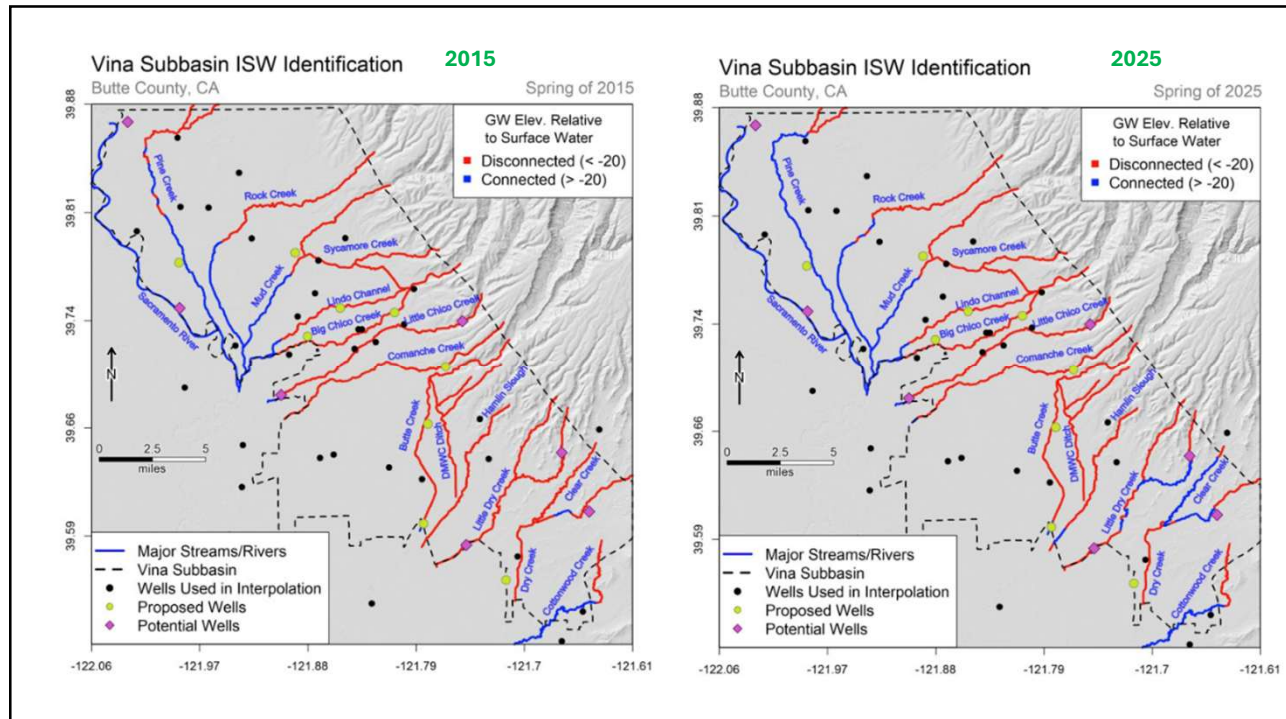 Vina Subbasin ISW Identification
2015
Butte County, CA
Spring of 2015
GW Elev. Relative
to Surface Water
Disconnected (< -20)
Connected (> -20)
39.88
39.81
39.74
39.66
39.59
Pine Creek
Rock Creek
Sycamore Creek
Mud Creek
Lindo Channel
Sacramento River
Big Chico Creek
Little Chico Creek
Comanche Creek
Hamlin Slough
Butte Creek
DMWC Ditch
Clear Creek
Little Dry Creek
Dry Creek
Cottonwood Creek
N
0 2.5 5
miles
Major Streams/Rivers
Vina Subbasin
Wells Used in Interpolation
Proposed Wells
Potential Wells
-122.06 -121.97 -121.88 -121.79 -121.7 -121.61
Vina Subbasin ISW Identification
2025
Butte County, CA
Spring of 2025
GW Elev. Relative
to Surface Water
Disconnected (< -20)
Connected (> -20)
39.88
39.81
39.74
39.66
39.59
Pine Creek
Rock Creek
Sycamore Creek
Mud Creek
Lindo Channel
Sacramento River
Big Chico Creek
Little Chico Creek
Comanche Creek
Hamlin Slough
Butte Creek
DMWC Ditch
Clear Creek
Little Dry Creek
Dry Creek
Cottonwood Creek
N
0 2.5 5
miles
Major Streams/Rivers
Vina Subbasin
Wells Used in Interpolation
Proposed Wells
Potential Wells
-122.06 -121.97 -121.88 -121.79 -121.7 -121.61